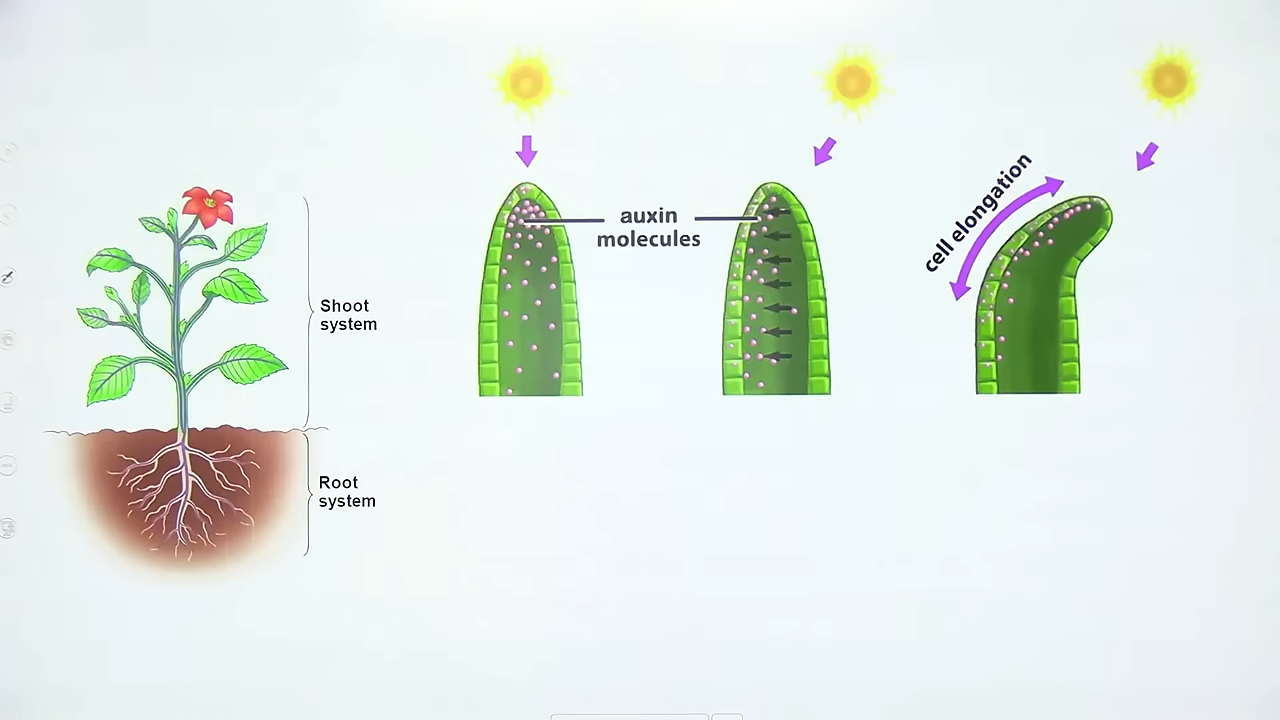 Shoot
system
Root
system
auxin
molecules
cell elongation